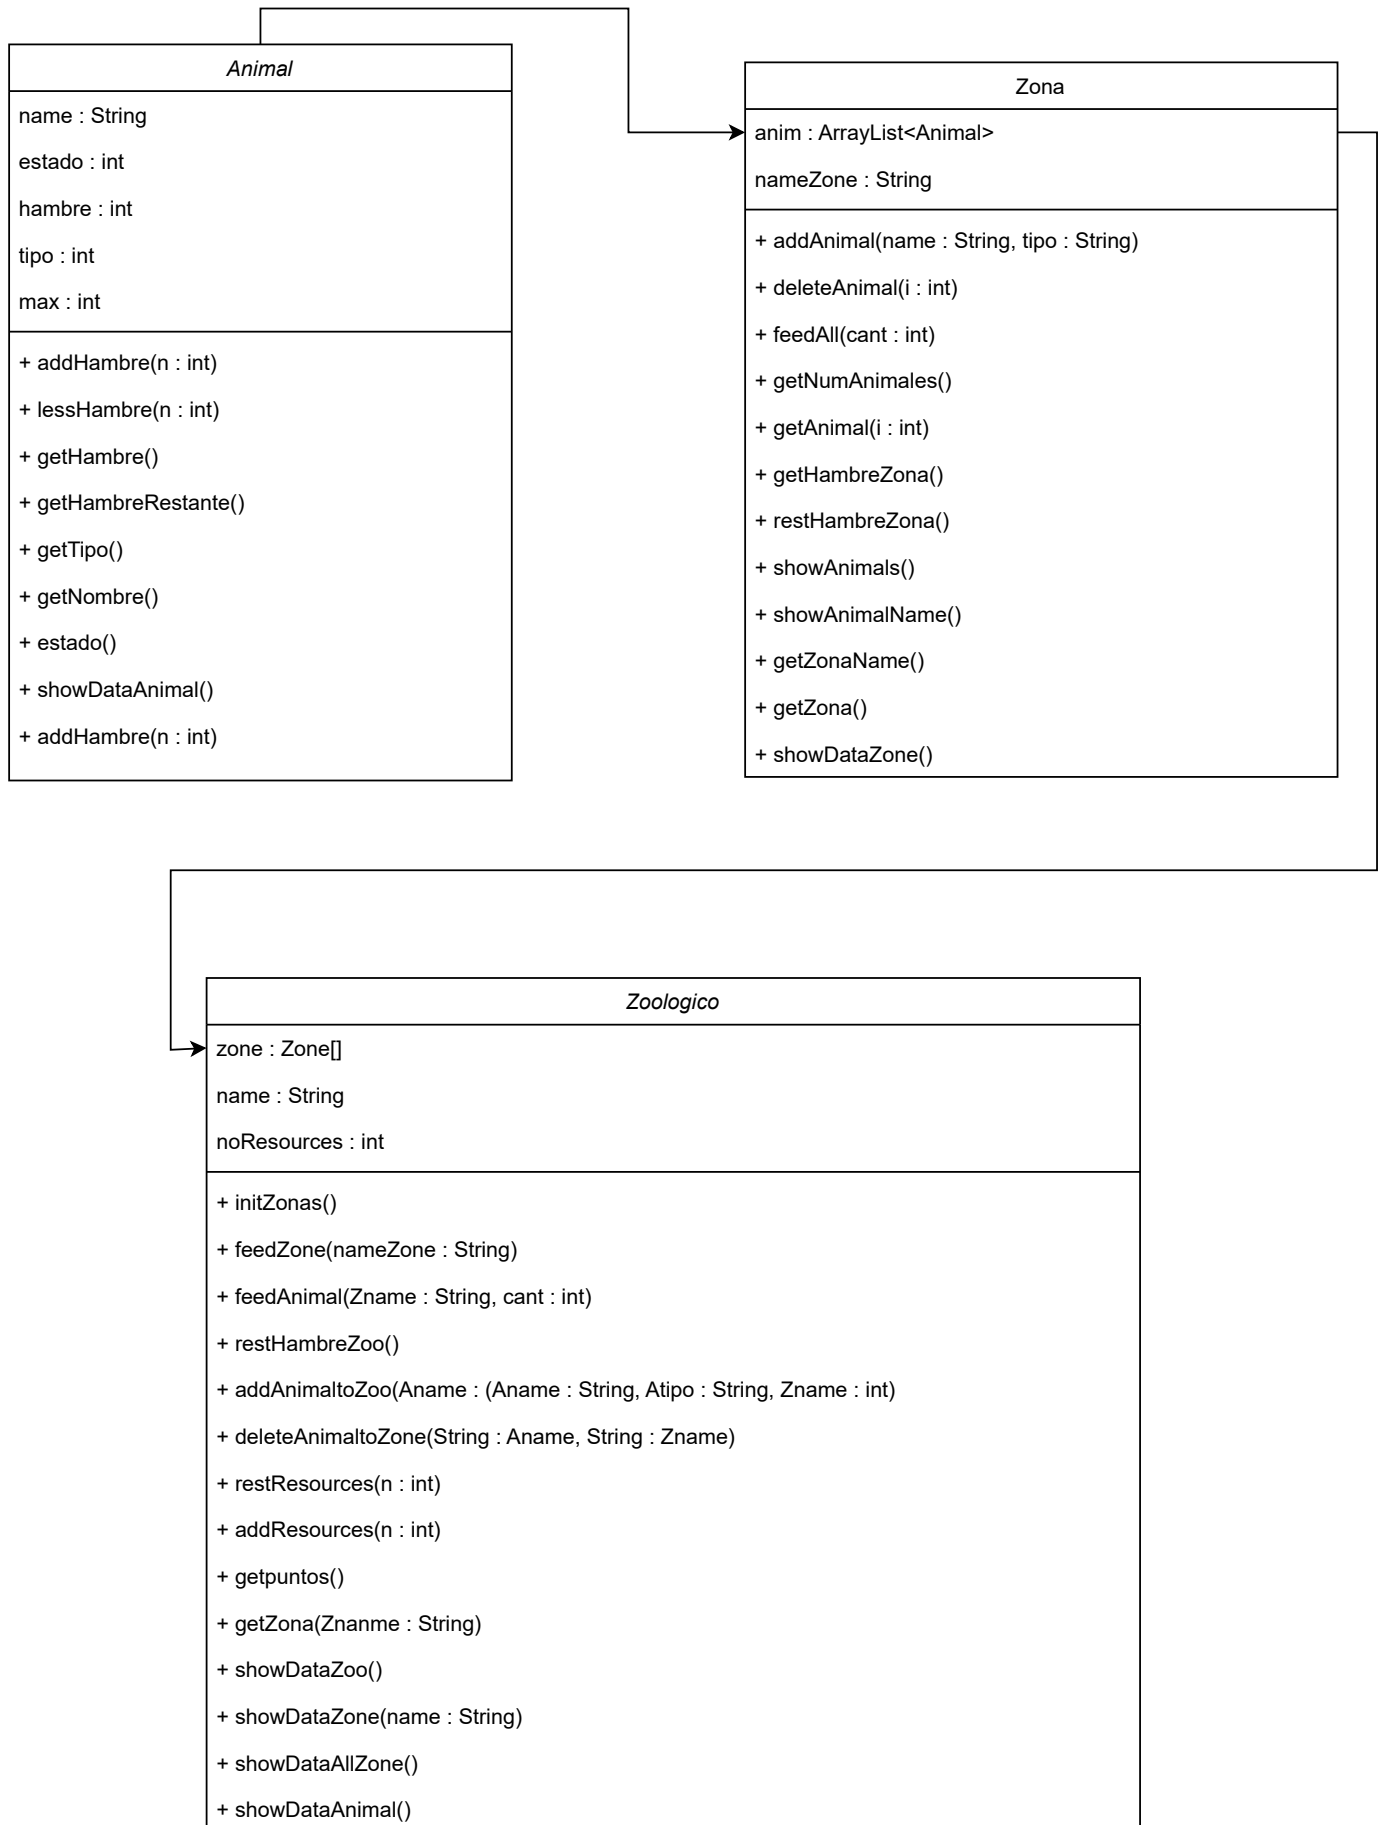 Animal
name : String
estado : int
hambre : int
tipo : int
max : int
+ addHambre(n : int)
+ lessHambre(n : int)
+ getHambre()
+ getHambreRestante()
+ getTipo()
+ getNombre()
+ estado()
+ showDataAnimal()
+ addHambre(n : int)
Zona
anim : ArrayList<Animal>
nameZone : String
+ addAnimal(name : String, tipo : String)
+ deleteAnimal(i : int)
+ feedAll(cant : int)
+ getNumAnimales()
+ getAnimal(i : int)
+ getHambreZona()
+ restHambreZona()
+ showAnimals()
+ showAnimalName()
+ getZonaName()
+ getZona()
+ showDataZone()
Zoologico
zone : Zone[]
name : String
noResources : int
+ initZonas()
+ feedZone(nameZone : String)
+ feedAnimal(Zname : String, cant : int)
+ restHambreZoo()
+ addAnimaltoZoo(Aname : (Aname : String, Atipo : String, Zname : int)
+ deleteAnimaltoZone(String : Aname, String : Zname)
+ restResources(n : int)
+ addResources(n : int)
+ getpuntos()
+ getZona(Znanme : String)
+ showDataZoo()
+ showDataZone(name : String)
+ showDataAllZone()
+ showDataAnimal()